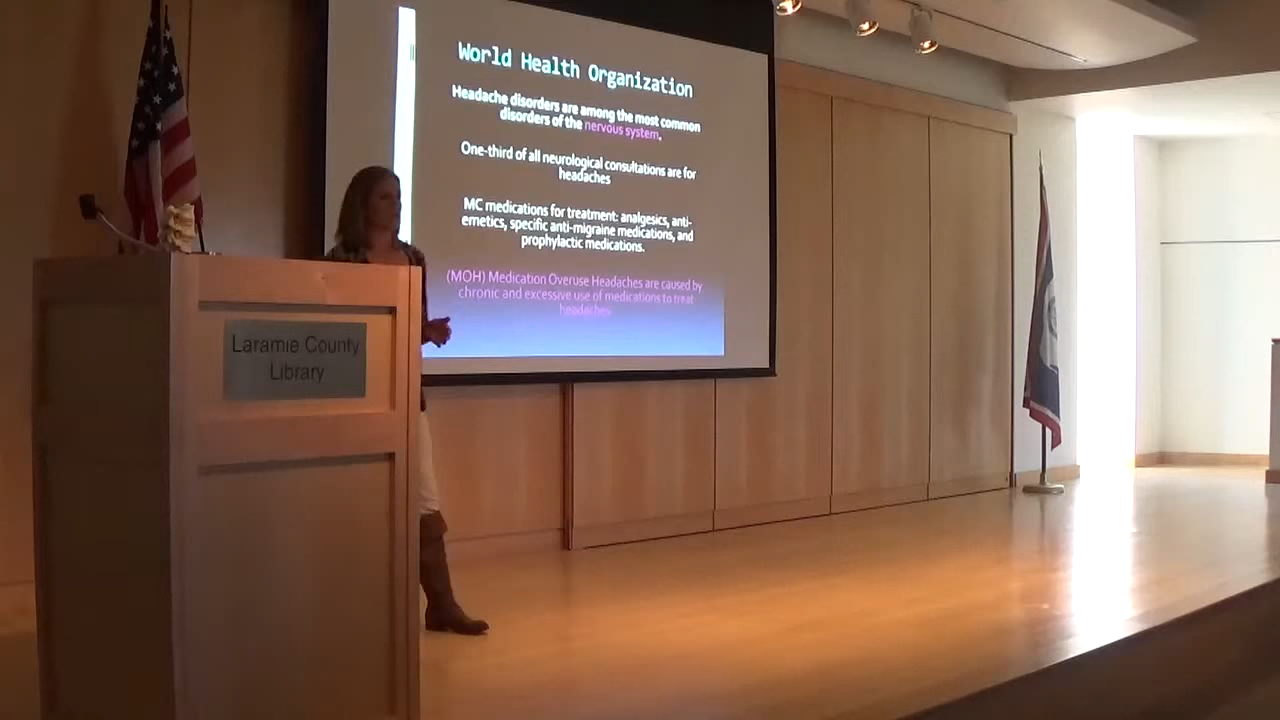 World Health Organization
Headache disorders are among the most common
disorders of the nervous system.
One-third of all neurological consultations are for
headaches
MC medications for treatment: analgesics, anti-
emetics, specific anti-migraine medications, and
prophylactic medications.
(MOH) Medication Overuse Headaches are caused by
chronic and excessive use of medications to treat
headaches.
Laramie County
Library